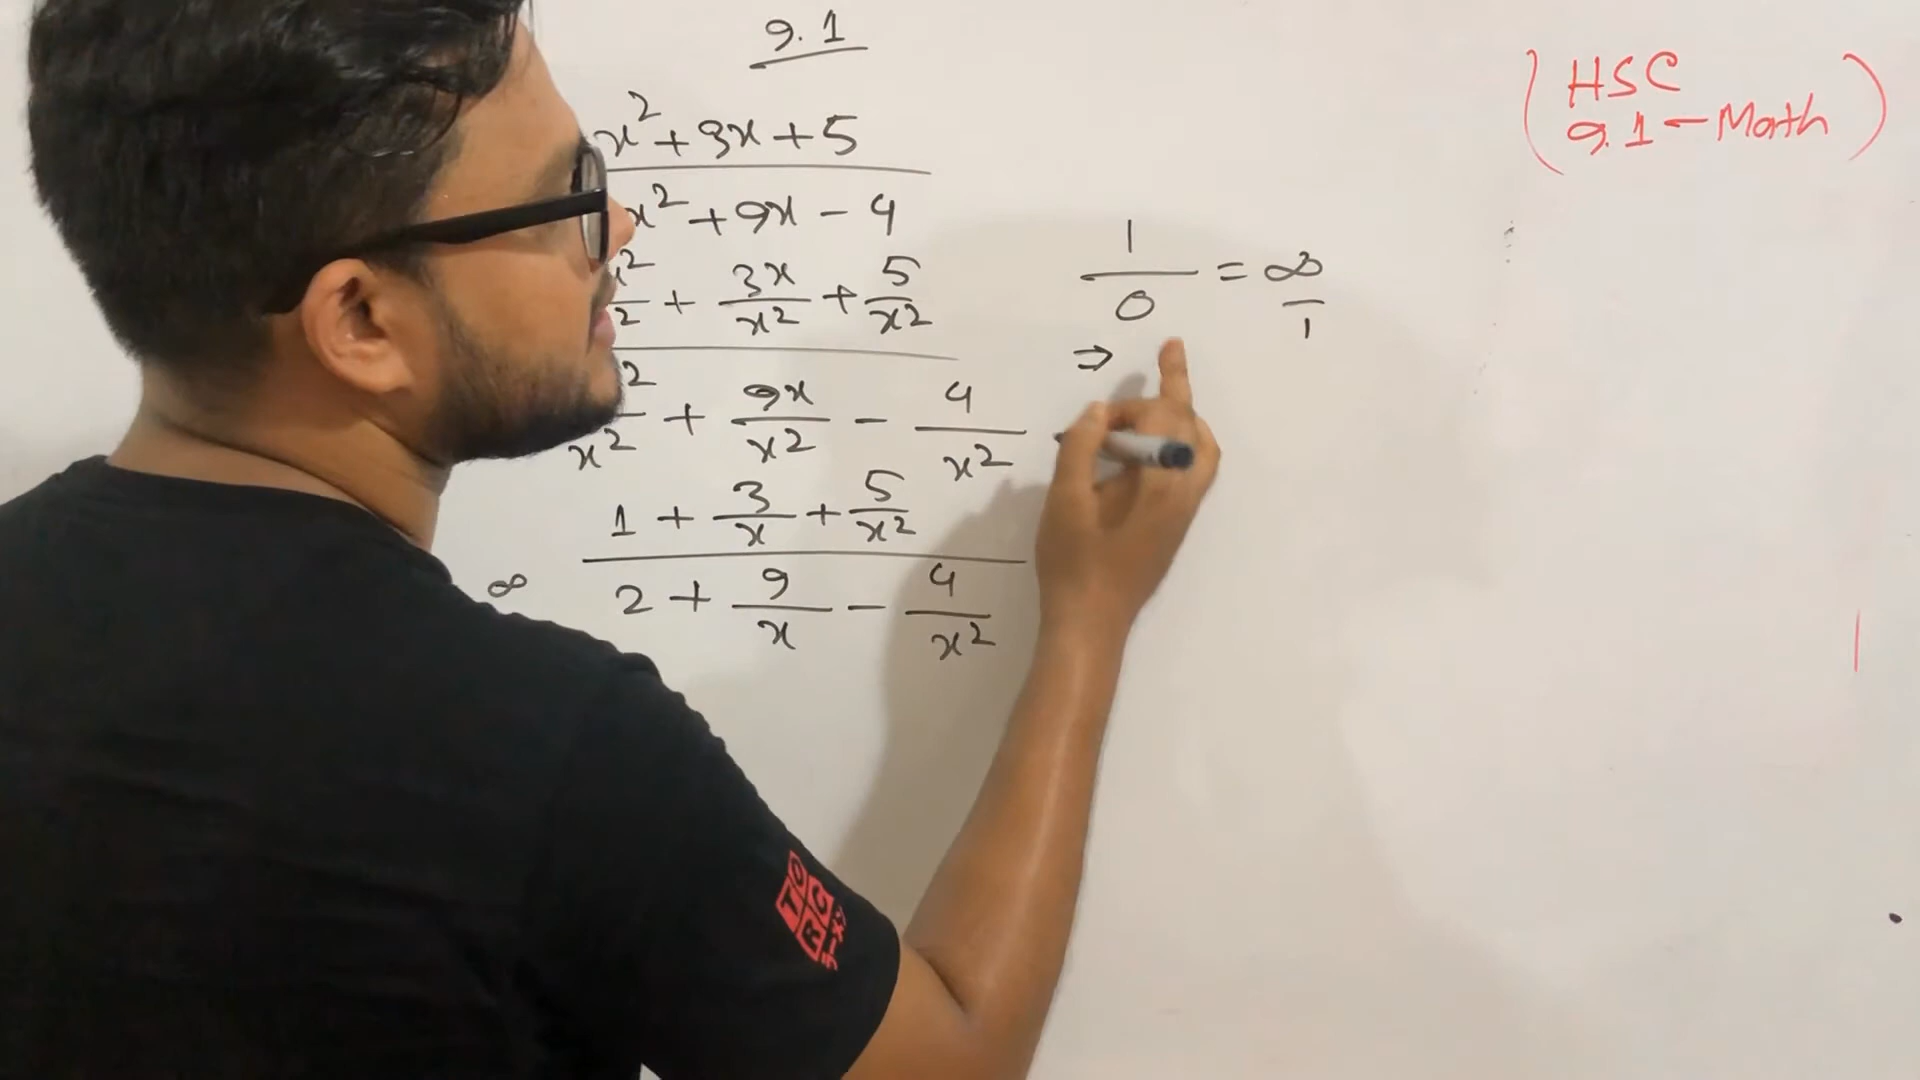 9.1
x² + 3x + 5
x² + 9x - 4
x²/x² + 3x/x² + 5/x²
x²/x² + 9x/x² - 4/x²
1 + 3/x + 5/x²
∞
2 + 9/x - 4/x²
1/0 = ∞/1
⇒
(HSC
9.1 - Math)
TORC